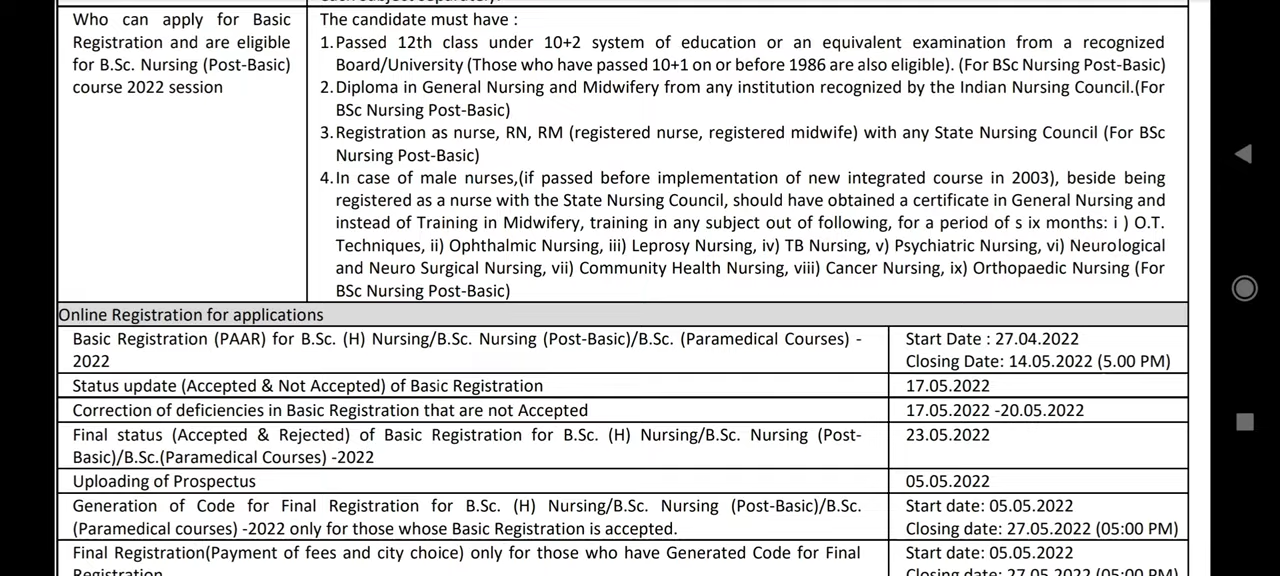 each subject separately.
Who can apply for Basic
Registration and are eligible
for B.Sc. Nursing (Post-Basic)
course 2022 session
The candidate must have :
1.Passed 12th class under 10+2 system of education or an equivalent examination from a recognized
Board/University (Those who have passed 10+1 on or before 1986 are also eligible). (For BSc Nursing Post-Basic)
2.Diploma in General Nursing and Midwifery from any institution recognized by the Indian Nursing Council.(For
BSc Nursing Post-Basic)
3.Registration as nurse, RN, RM (registered nurse, registered midwife) with any State Nursing Council (For BSc
Nursing Post-Basic)
4.In case of male nurses,(if passed before implementation of new integrated course in 2003), beside being
registered as a nurse with the State Nursing Council, should have obtained a certificate in General Nursing and
instead of Training in Midwifery, training in any subject out of following, for a period of s ix months: i ) O.T.
Techniques, ii) Ophthalmic Nursing, iii) Leprosy Nursing, iv) TB Nursing, v) Psychiatric Nursing, vi) Neurological
and Neuro Surgical Nursing, vii) Community Health Nursing, viii) Cancer Nursing, ix) Orthopaedic Nursing (For
BSc Nursing Post-Basic)
Online Registration for applications
Basic Registration (PAAR) for B.Sc. (H) Nursing/B.Sc. Nursing (Post-Basic)/B.Sc. (Paramedical Courses) -
2022
Start Date : 27.04.2022
Closing Date: 14.05.2022 (5.00 PM)
Status update (Accepted & Not Accepted) of Basic Registration
17.05.2022
Correction of deficiencies in Basic Registration that are not Accepted
17.05.2022 -20.05.2022
Final status (Accepted & Rejected) of Basic Registration for B.Sc. (H) Nursing/B.Sc. Nursing (Post-
Basic)/B.Sc.(Paramedical Courses) -2022
23.05.2022
Uploading of Prospectus
05.05.2022
Generation of Code for Final Registration for B.Sc. (H) Nursing/B.Sc. Nursing (Post-Basic)/B.Sc.
(Paramedical courses) -2022 only for those whose Basic Registration is accepted.
Start date: 05.05.2022
Closing date: 27.05.2022 (05:00 PM)
Final Registration(Payment of fees and city choice) only for those who have Generated Code for Final
Registration
Start date: 05.05.2022
Closing date: 27.05.2022 (05:00 PM)